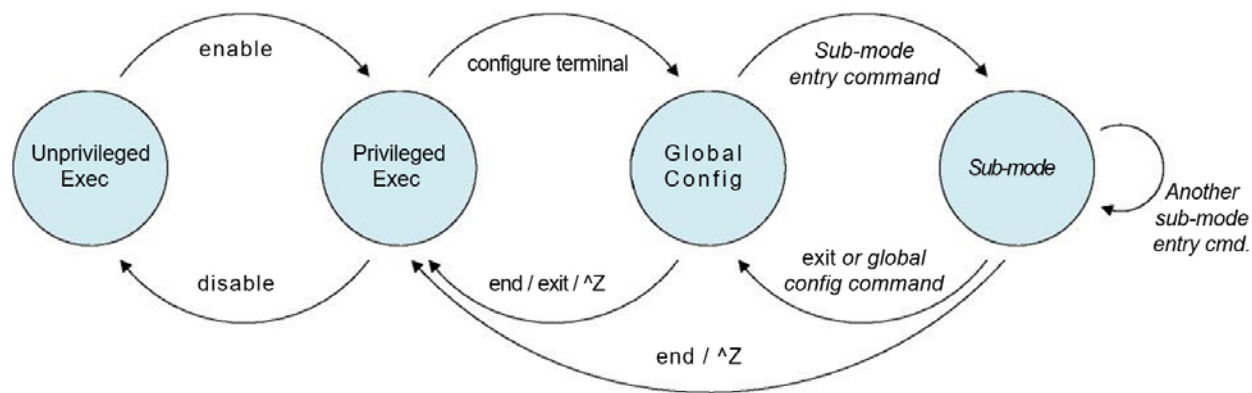 enable
configure terminal
Sub-mode
entry command
Unprivileged
Exec
Privileged
Exec
Global
Config
Sub-mode
Another
sub-mode
entry cmd.
disable
end / exit / ^Z
exit or global
config command
end / ^Z